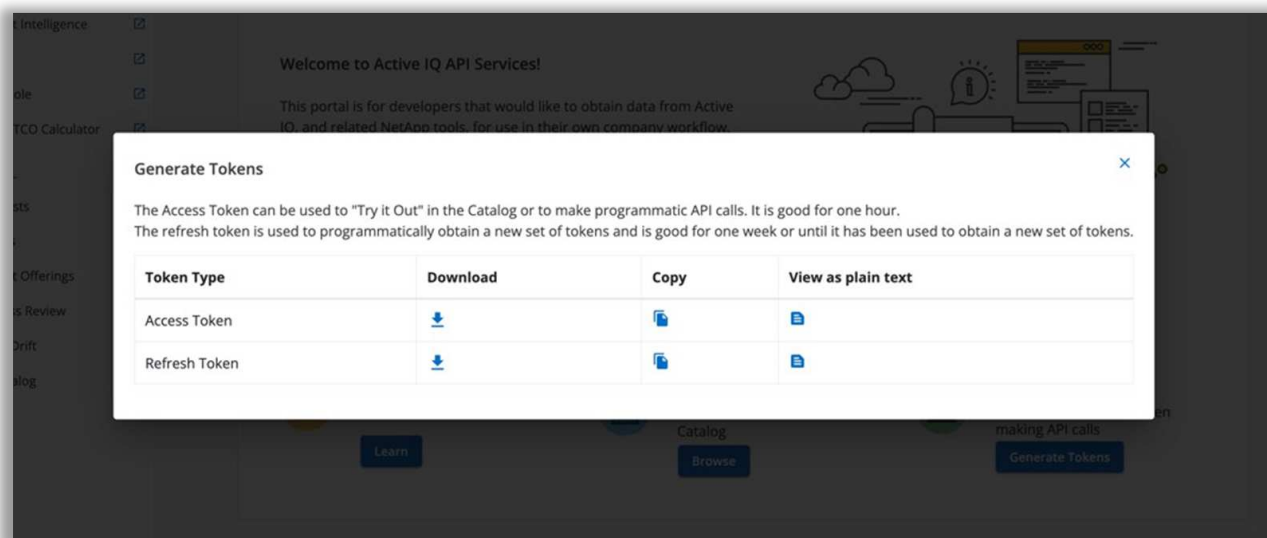 t Intelligence
Welcome to Active IQ API Services!
ole
This portal is for developers that would like to obtain data from Active
TCO Calculator
IQ, and related NetApp tools, for use in their own company workflow.
Generate Tokens
sts
The Access Token can be used to "Try it Out" in the Catalog or to make programmatic API calls. It is good for one hour.
The refresh token is used to programmatically obtain a new set of tokens and is good for one week or until it has been used to obtain a new set of tokens.
t Offerings
Token Type Download Copy View as plain text
s Review
Access Token
Drift
Refresh Token
alog
en
Catalog
making API calls
Learn
Browse
Generate Tokens